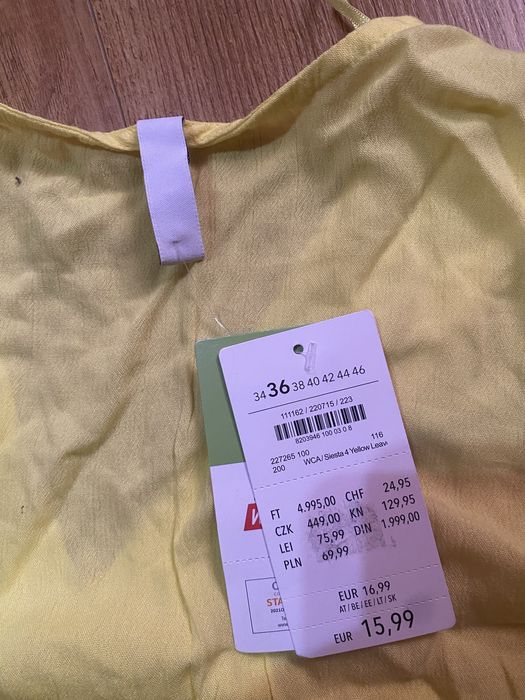 34 36 38 40 42 44 46
111162 / 220715 / 223
8203946 100 03 0 8
227265 100 116
200 WCA / Siesta 4 Yellow Leav
FT 4.995,00 CHF 24,95
CZK 449,00 KN 129,95
LEI 75,99 DIN 1.999,00
PLN 69,99
EUR 16,99
AT / BE / EE / LT / SK
EUR 15,99
STA